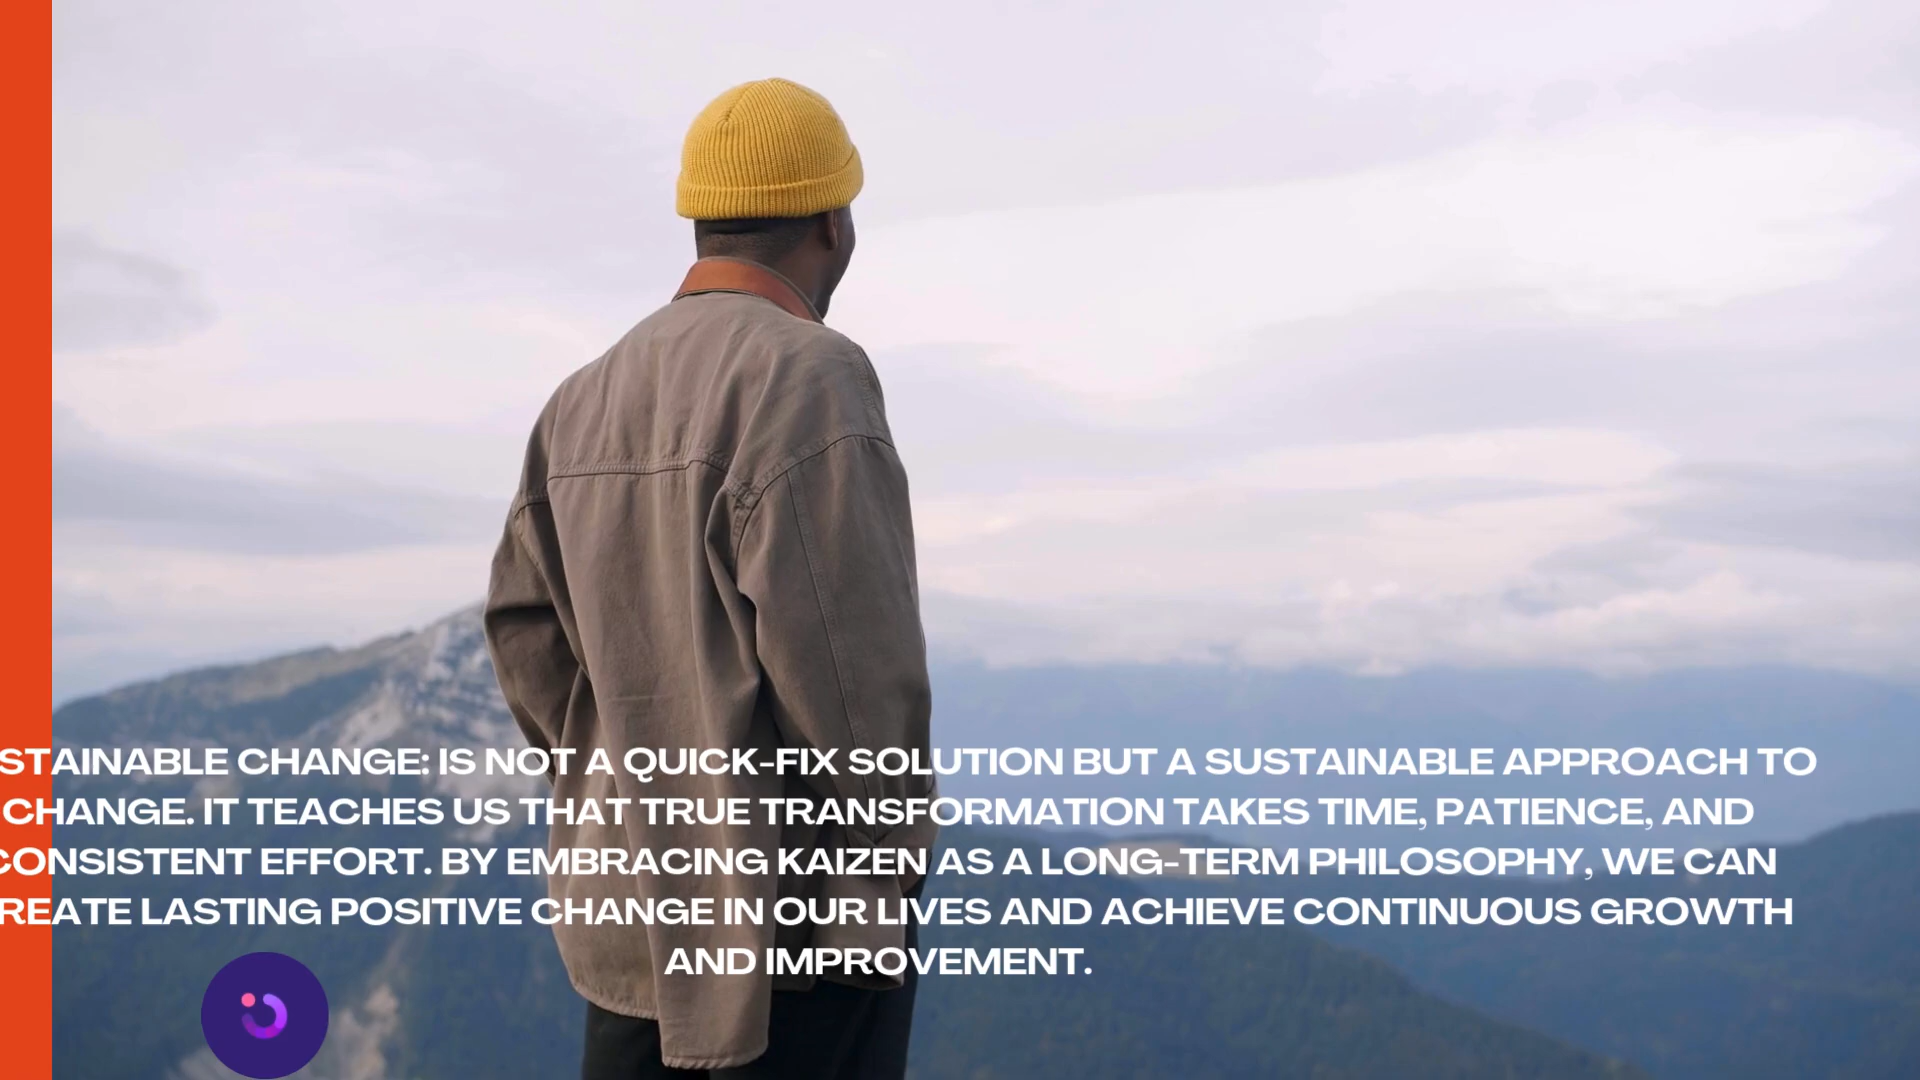 STAINABLE CHANGE: IS NOT A QUICK-FIX SOLUTION BUT A SUSTAINABLE APPROACH TO
CHANGE. IT TEACHES US THAT TRUE TRANSFORMATION TAKES TIME, PATIENCE, AND
CONSISTENT EFFORT. BY EMBRACING KAIZEN AS A LONG-TERM PHILOSOPHY, WE CAN
REATE LASTING POSITIVE CHANGE IN OUR LIVES AND ACHIEVE CONTINUOUS GROWTH
AND IMPROVEMENT.